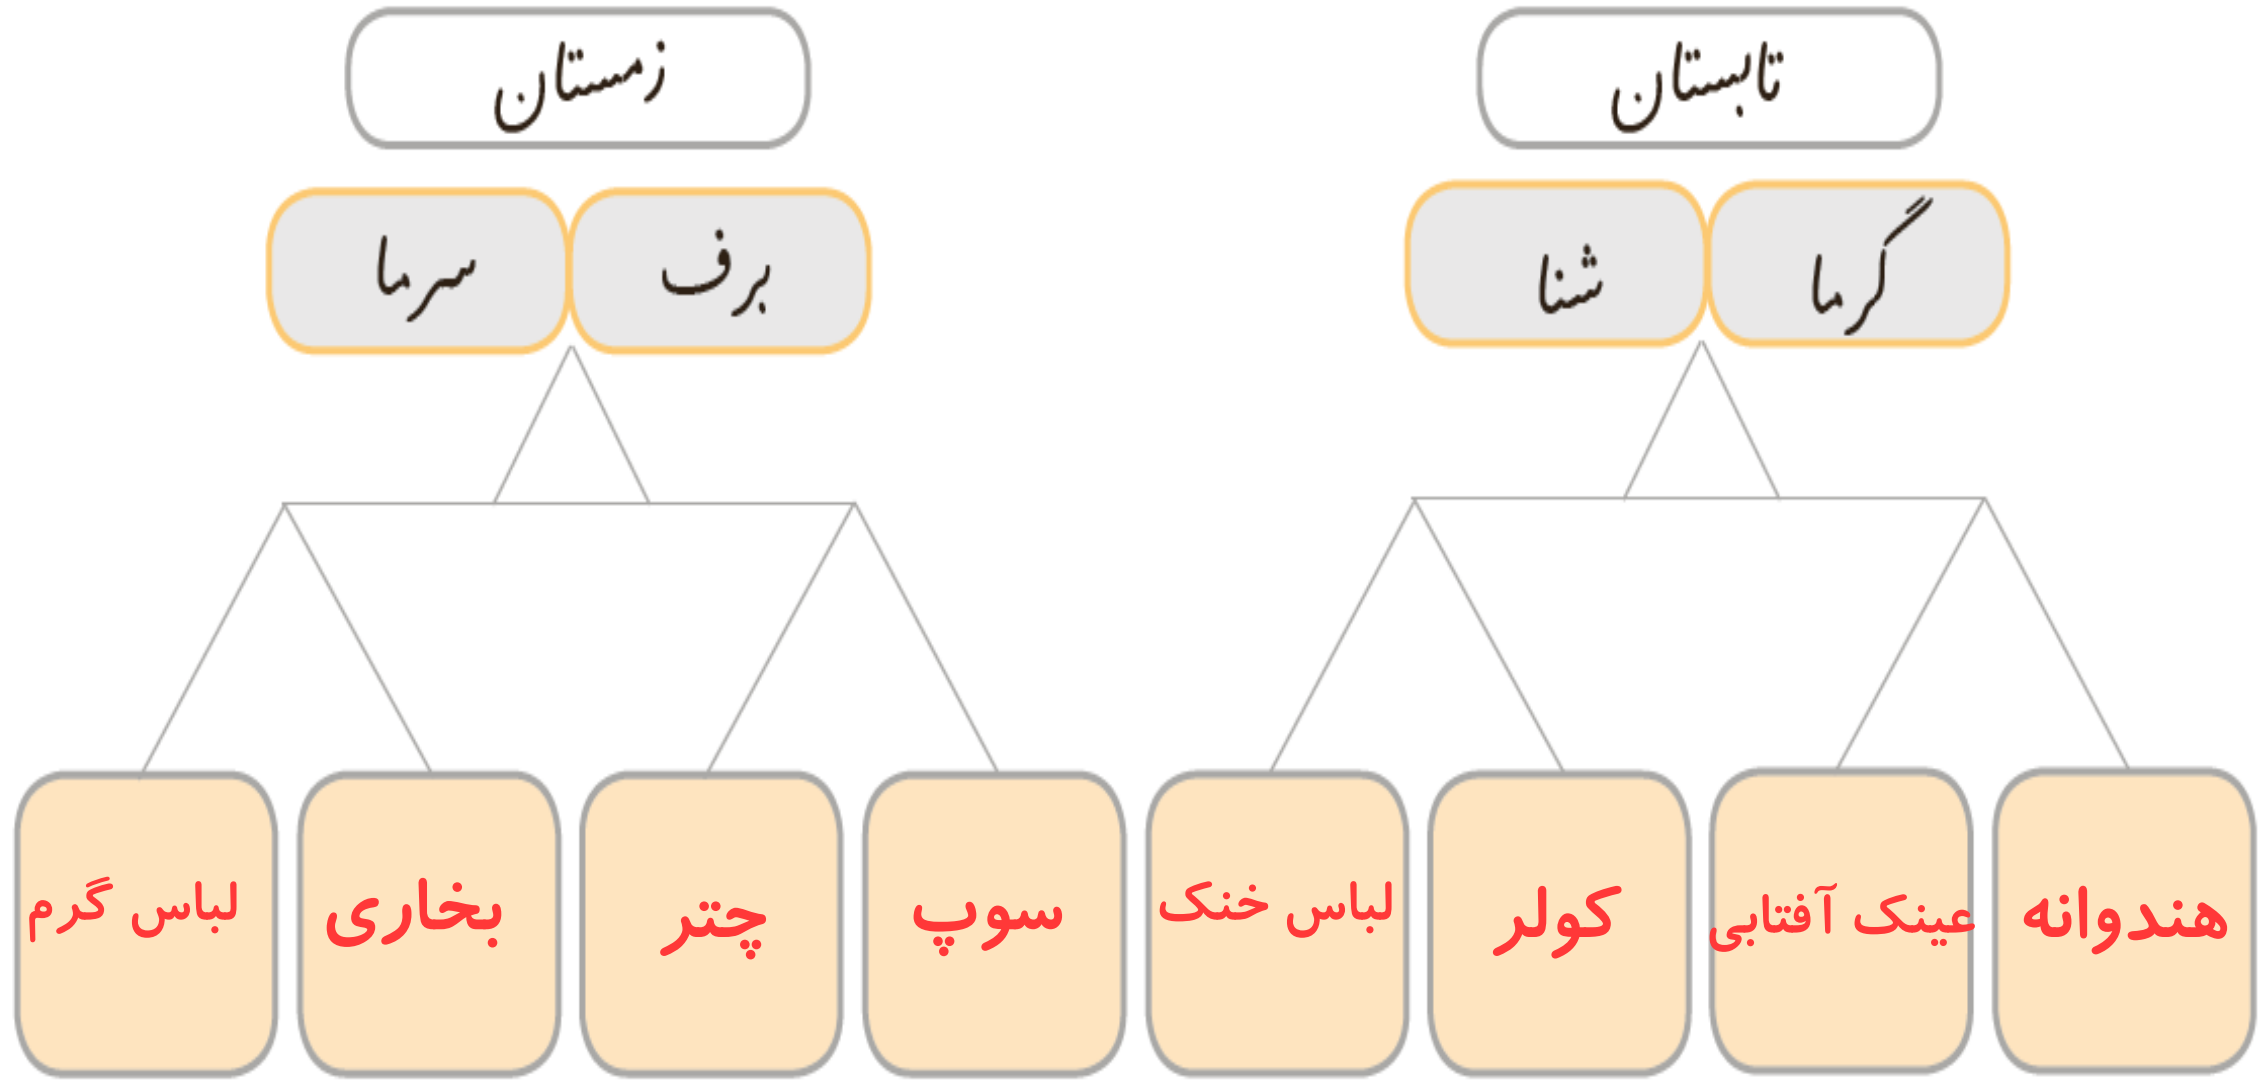 تابستان
زمستان
گرما
شنا
برف
سرما
هندوانه
عینک آفتابی
کولر
لباس خنک
سوپ
چتر
بخاری
لباس گرم